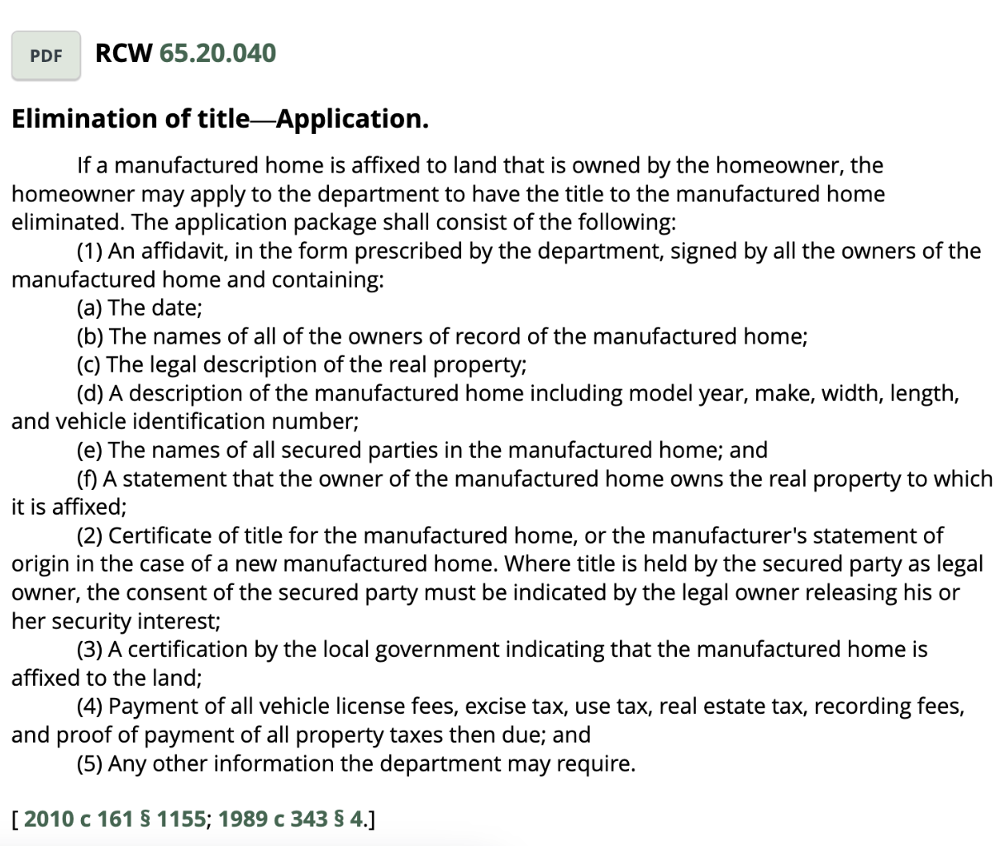 PDF RCW 65.20.040
Elimination of title—Application.
If a manufactured home is affixed to land that is owned by the homeowner, the
homeowner may apply to the department to have the title to the manufactured home
eliminated. The application package shall consist of the following:
(1) An affidavit, in the form prescribed by the department, signed by all the owners of the
manufactured home and containing:
(a) The date;
(b) The names of all of the owners of record of the manufactured home;
(c) The legal description of the real property;
(d) A description of the manufactured home including model year, make, width, length,
and vehicle identification number;
(e) The names of all secured parties in the manufactured home; and
(f) A statement that the owner of the manufactured home owns the real property to which
it is affixed;
(2) Certificate of title for the manufactured home, or the manufacturer's statement of
origin in the case of a new manufactured home. Where title is held by the secured party as legal
owner, the consent of the secured party must be indicated by the legal owner releasing his or
her security interest;
(3) A certification by the local government indicating that the manufactured home is
affixed to the land;
(4) Payment of all vehicle license fees, excise tax, use tax, real estate tax, recording fees,
and proof of payment of all property taxes then due; and
(5) Any other information the department may require.
[ 2010 c 161 § 1155; 1989 c 343 § 4.]